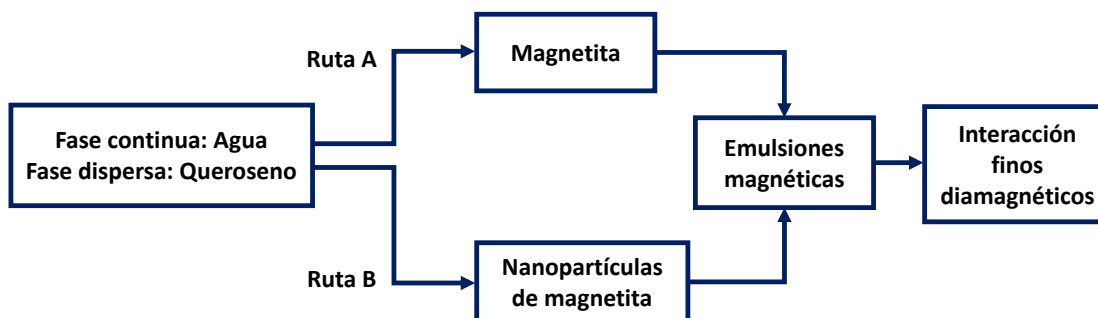 Fase continua: Agua
Fase dispersa: Queroseno
Ruta A
Magnetita
Ruta B
Nanopartículas
de magnetita
Emulsiones
magnéticas
Interacción
finos
diamagnéticos